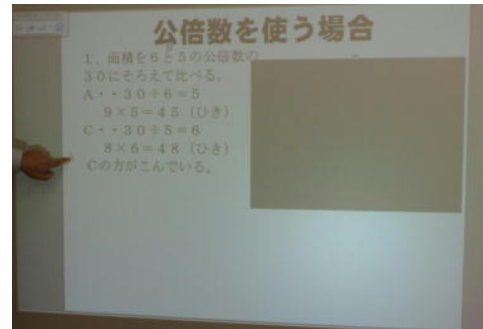 公倍数を使う場合
1、面積を6と5の公倍数の
30にそろえて比べる。
A・・30÷6=5
9×5=45(ひき)
C・・30÷5=6
8×6=48(ひき)
Cの方がこんでいる。